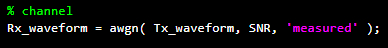 % channel
Rx_waveform = awgn( Tx_waveform, SNR, 'measured' );